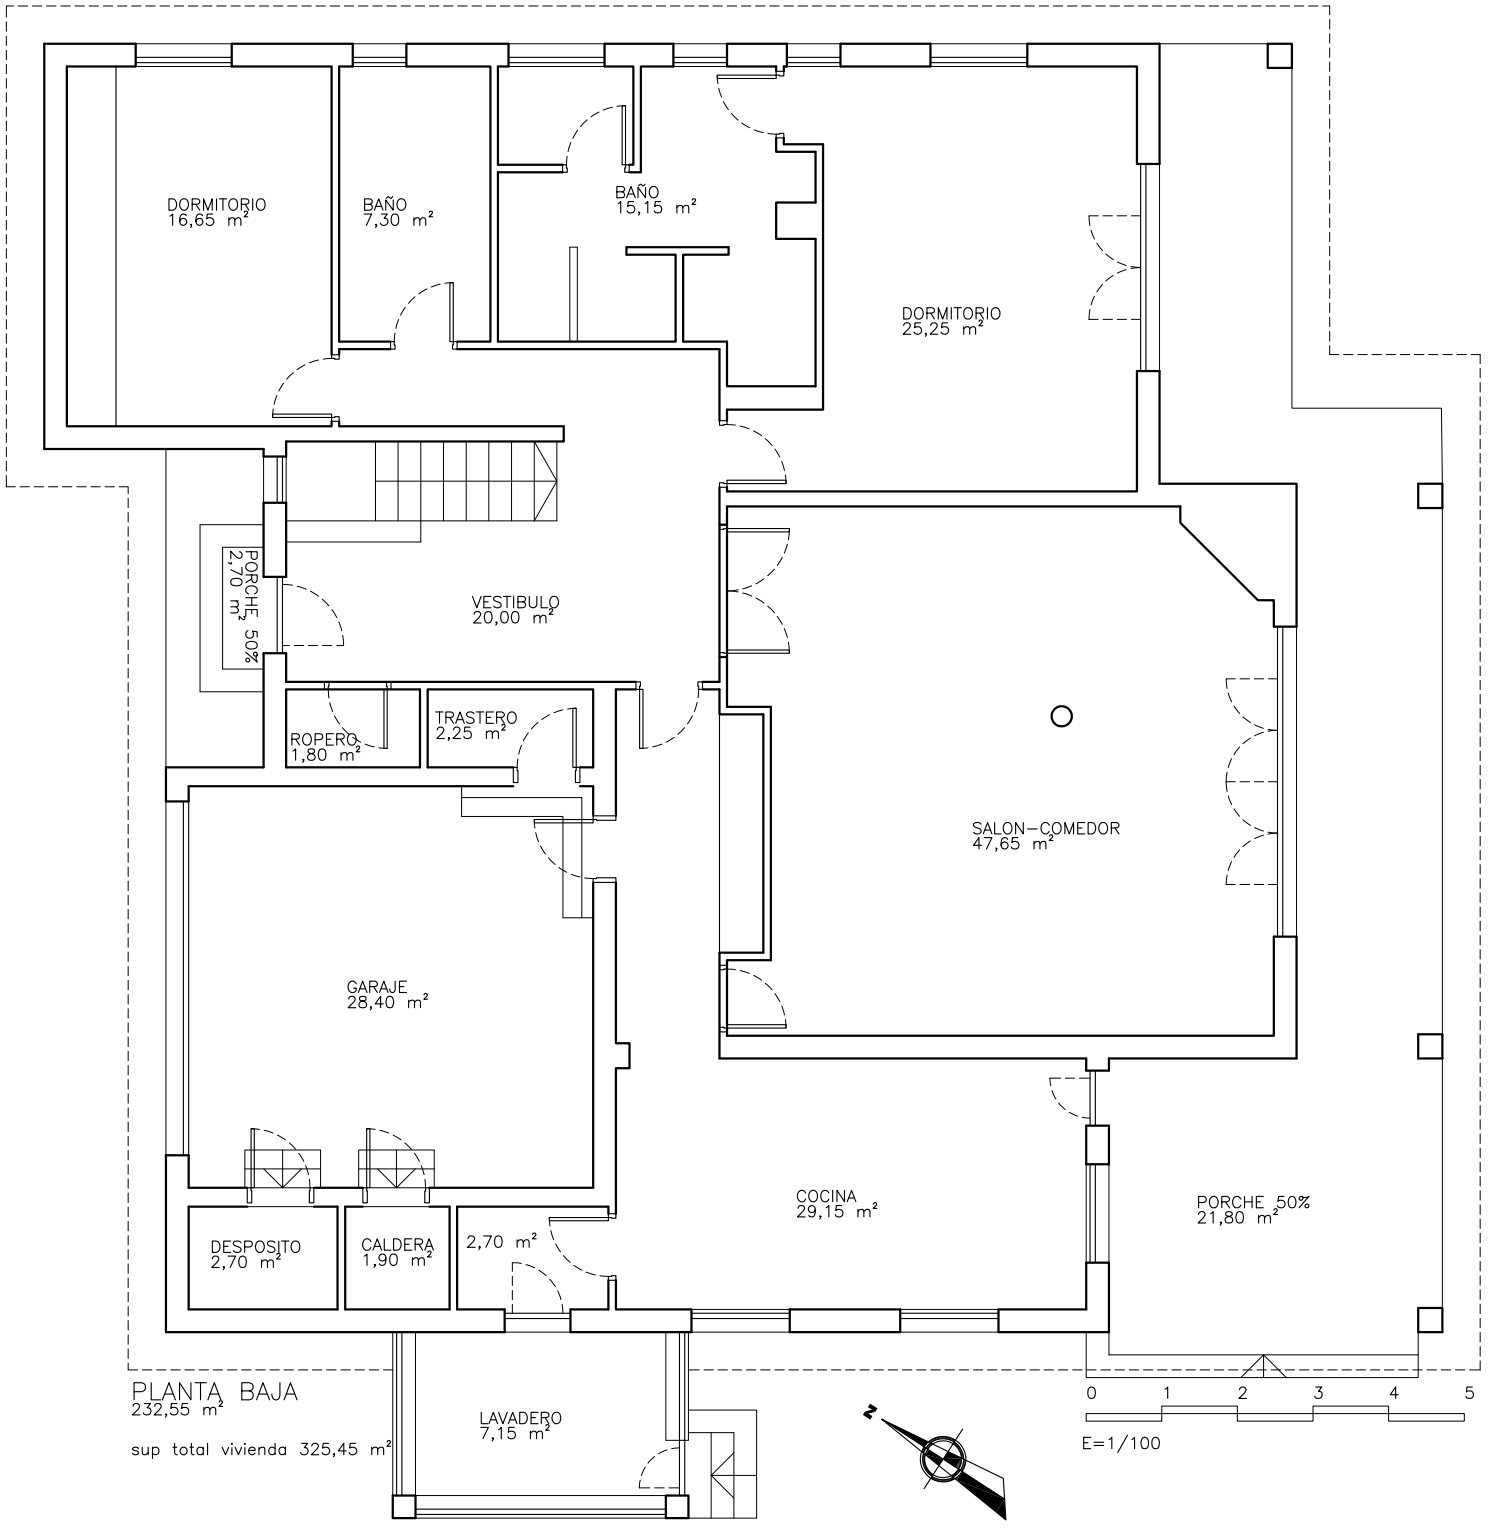 DORMITORIO
16,65 m²
BAÑO
7,30 m²
BAÑO
15,15 m²
DORMITORIO
25,25 m²
PORCHE 50%
2,70 m²
VESTIBULO
20,00 m²
ROPERO
1,80 m²
TRASTERO
2,25 m²
SALON-COMEDOR
47,65 m²
GARAJE
28,40 m²
COCINA
29,15 m²
PORCHE 50%
21,80 m²
DESPOSITO
2,70 m²
CALDERA
1,90 m²
2,70 m²
PLANTA BAJA
232,55 m²
sup total vivienda 325,45 m²
LAVADERO
7,15 m²
N
0 1 2 3 4 5
E=1/100